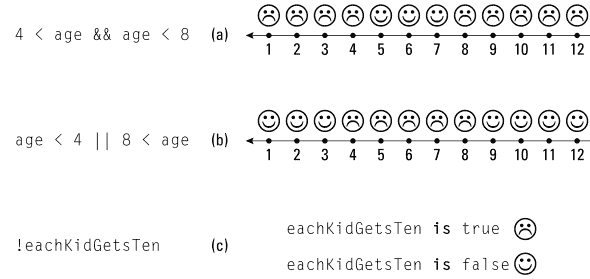 4 < age && age < 8 (a)
1 2 3 4 5 6 7 8 9 10 11 12
age < 4 || 8 < age (b)
1 2 3 4 5 6 7 8 9 10 11 12
eachKidGetsTen is true
!eachKidGetsTen (c)
eachKidGetsTen is false